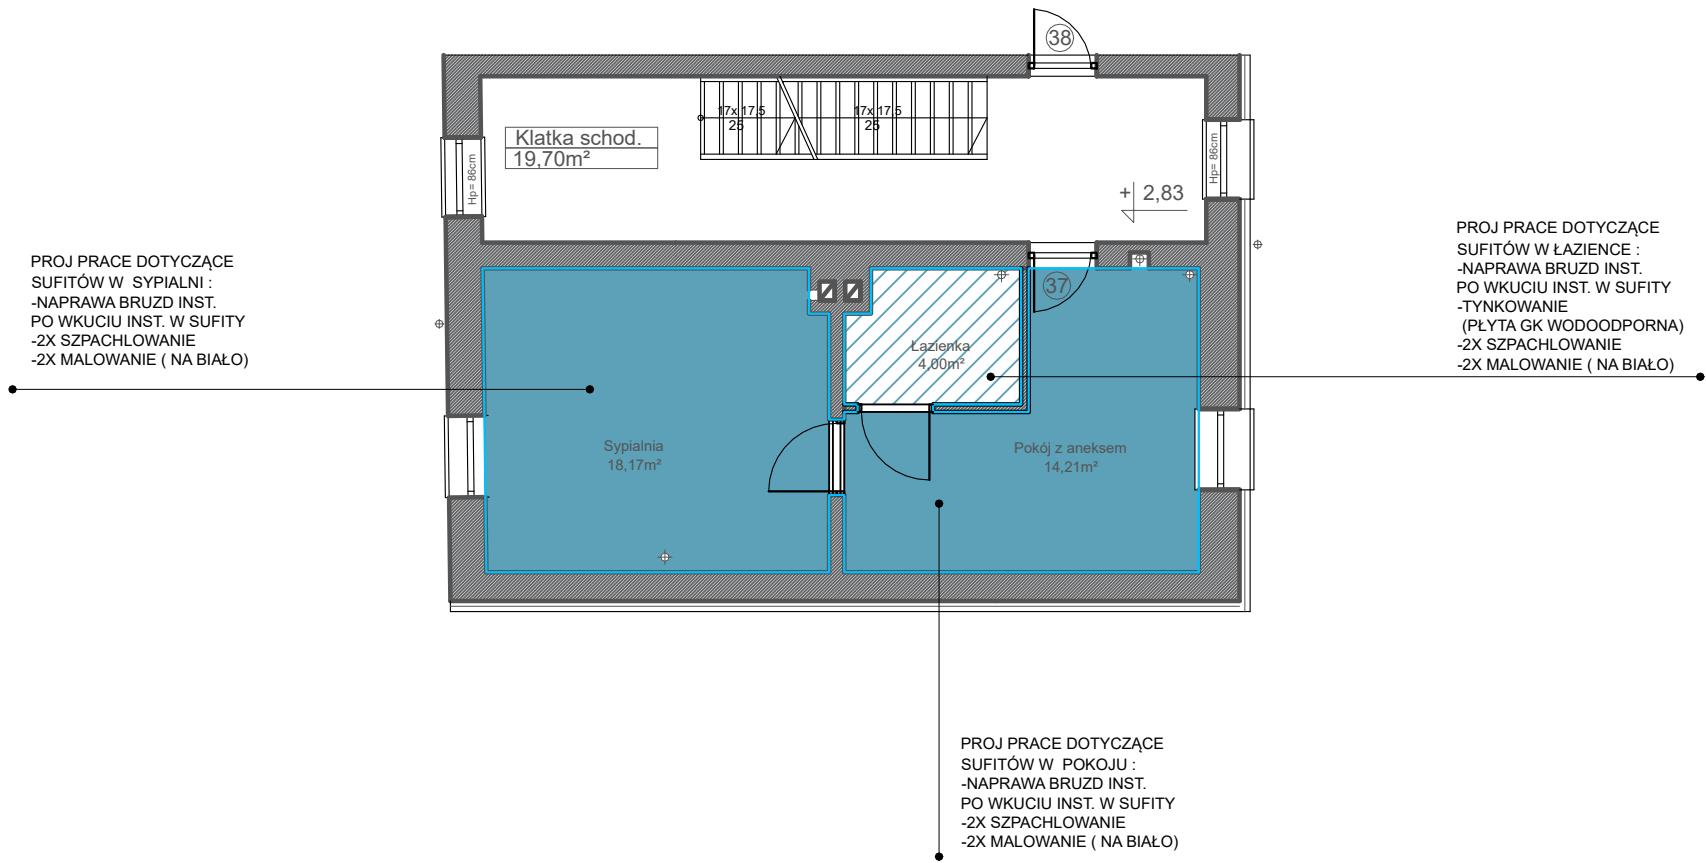 38
17x 17,5
25
17x 17,5
25
Klatka schod.
19,70m²
Hp= 86cm
Hp= 86cm
+ 2,83
PROJ PRACE DOTYCZĄCE
SUFITÓW W SYPIALNI :
-NAPRAWA BRUZD INST.
PO WKUCIU INST. W SUFITY
-2X SZPACHLOWANIE
-2X MALOWANIE ( NA BIAŁO)
PROJ PRACE DOTYCZĄCE
SUFITÓW W ŁAZIENCE :
-NAPRAWA BRUZD INST.
PO WKUCIU INST. W SUFITY
-TYNKOWANIE
(PŁYTA GK WODOODPORNA)
-2X SZPACHLOWANIE
-2X MALOWANIE ( NA BIAŁO)
37
Łazienka
4,00m²
Sypialnia
18,17m²
Pokój z aneksem
14,21m²
PROJ PRACE DOTYCZĄCE
SUFITÓW W POKOJU :
-NAPRAWA BRUZD INST.
PO WKUCIU INST. W SUFITY
-2X SZPACHLOWANIE
-2X MALOWANIE ( NA BIAŁO)